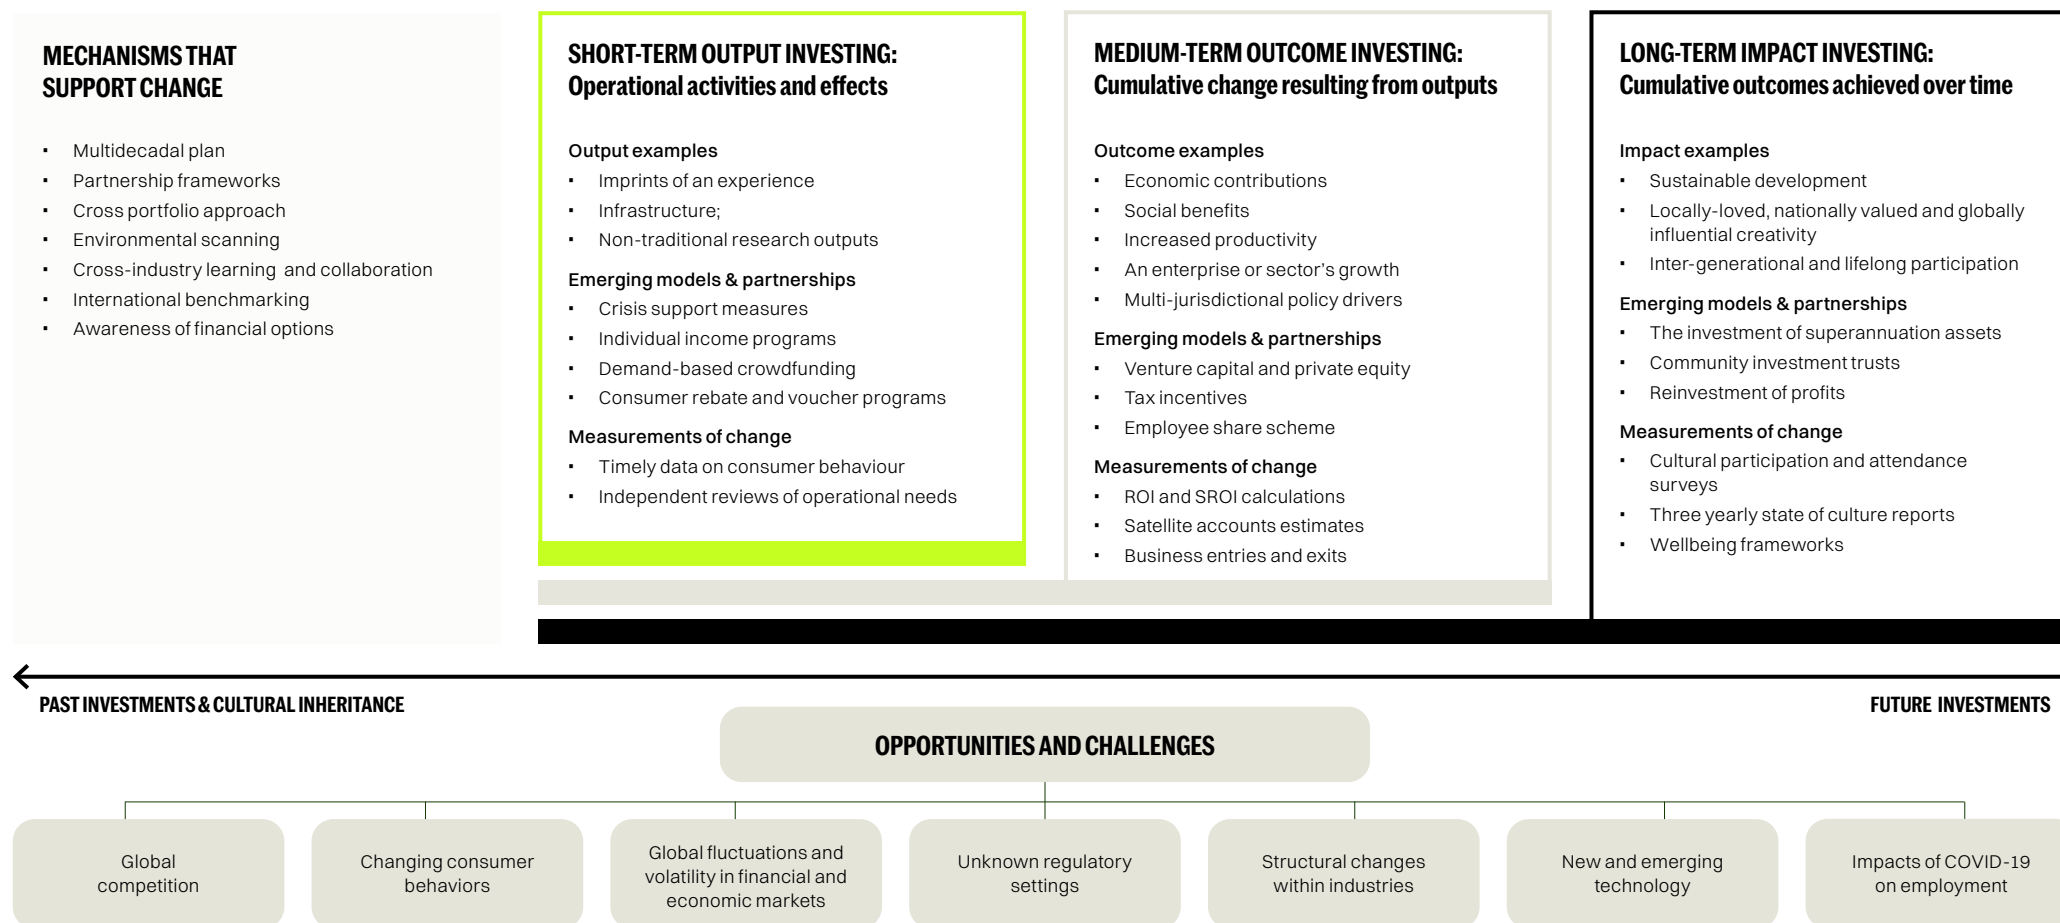 MECHANISMS THAT
SUPPORT CHANGE
▪ Multidecadal plan
▪ Partnership frameworks
▪ Cross portfolio approach
▪ Environmental scanning
▪ Cross-industry learning and collaboration
▪ International benchmarking
▪ Awareness of financial options
SHORT-TERM OUTPUT INVESTING:
Operational activities and effects
Output examples
▪ Imprints of an experience
▪ Infrastructure;
▪ Non-traditional research outputs
Emerging models & partnerships
▪ Crisis support measures
▪ Individual income programs
▪ Demand-based crowdfunding
▪ Consumer rebate and voucher programs
Measurements of change
▪ Timely data on consumer behaviour
▪ Independent reviews of operational needs
MEDIUM-TERM OUTCOME INVESTING:
Cumulative change resulting from outputs
Outcome examples
▪ Economic contributions
▪ Social benefits
▪ Increased productivity
▪ An enterprise or sector's growth
▪ Multi-jurisdictional policy drivers
Emerging models & partnerships
▪ Venture capital and private equity
▪ Tax incentives
▪ Employee share scheme
Measurements of change
▪ ROI and SROI calculations
▪ Satellite accounts estimates
▪ Business entries and exits
LONG-TERM IMPACT INVESTING:
Cumulative outcomes achieved over time
Impact examples
▪ Sustainable development
▪ Locally-loved, nationally valued and globally
influential creativity
▪ Inter-generational and lifelong participation
Emerging models & partnerships
▪ The investment of superannuation assets
▪ Community investment trusts
▪ Reinvestment of profits
Measurements of change
▪ Cultural participation and attendance
surveys
▪ Three yearly state of culture reports
▪ Wellbeing frameworks
PAST INVESTMENTS & CULTURAL INHERITANCE
FUTURE INVESTMENTS
OPPORTUNITIES AND CHALLENGES
Global
competition
Changing consumer
behaviors
Global fluctuations and
volatility in financial and
economic markets
Unknown regulatory
settings
Structural changes
within industries
New and emerging
technology
Impacts of COVID-19
on employment